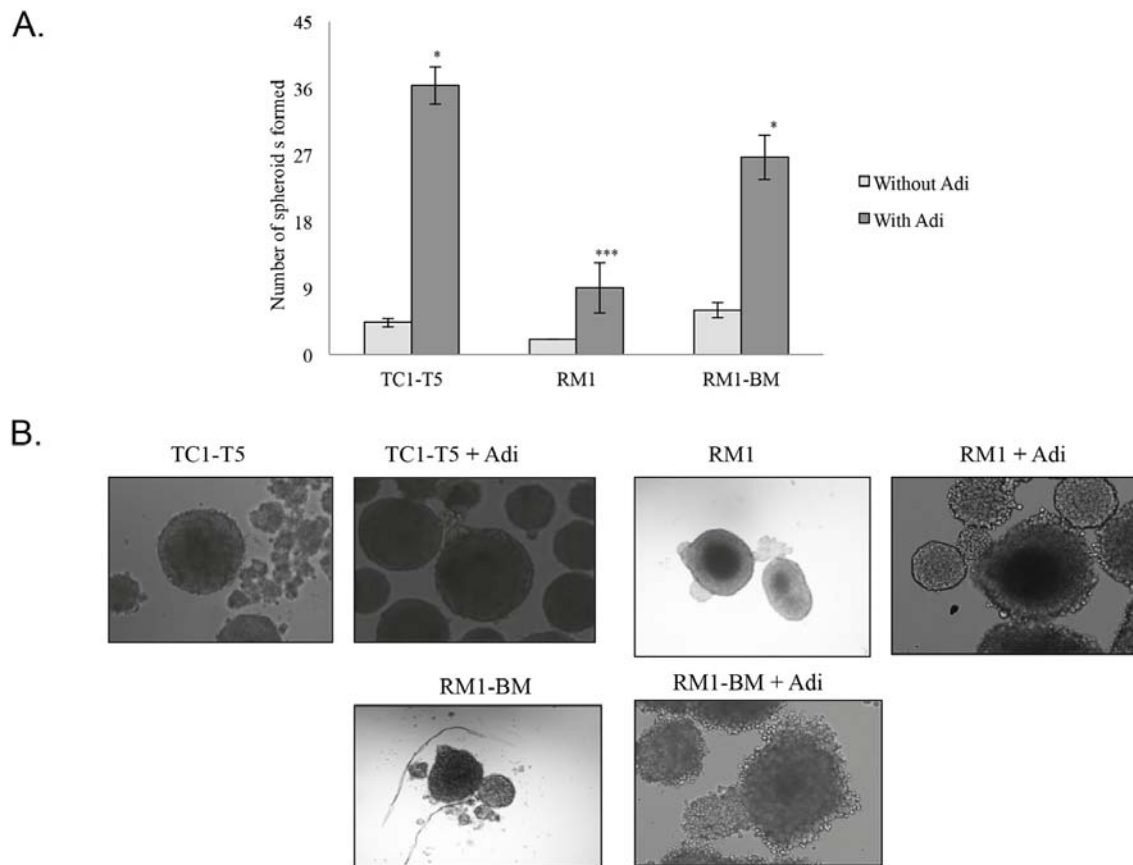 A.
45
36
27
18
9
0
Number of spheroid s formed
*
***
*
TC1-T5
RM1
RM1-BM
Without Adi
With Adi
B.
TC1-T5
TC1-T5 + Adi
RM1
RM1 + Adi
RM1-BM
RM1-BM + Adi